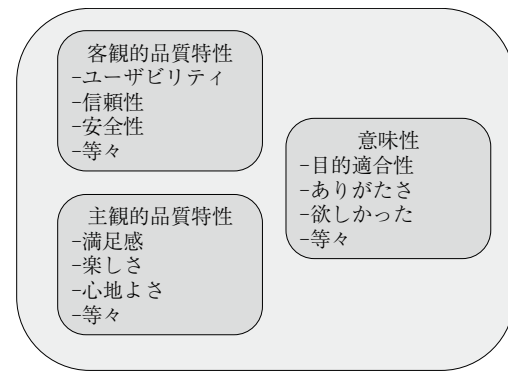 客観的品質特性
-ユーザビリティ
-信頼性
-安全性
-等々
主観的品質特性
-満足感
-楽しさ
-心地よさ
-等々
意味性
-目的適合性
-ありがたさ
-欲しかった
-等々